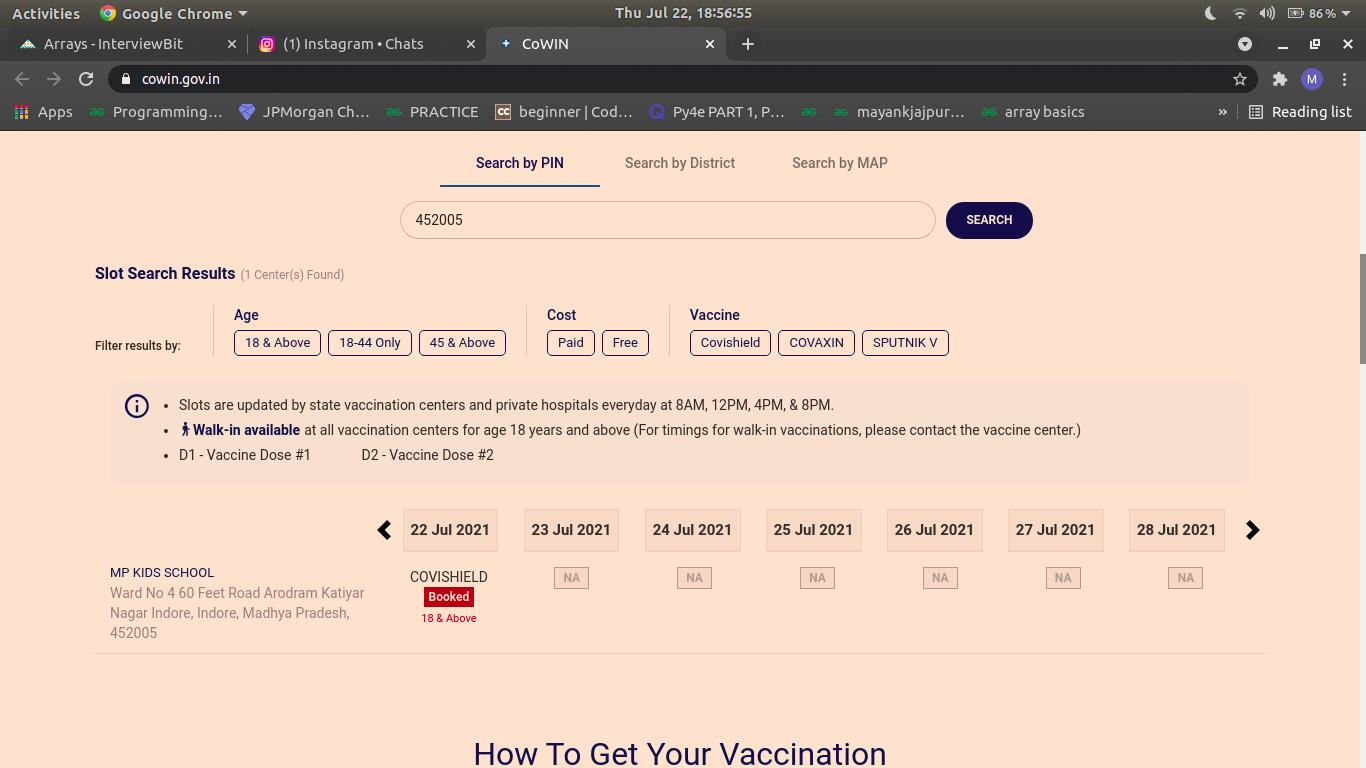 Activities Google Chrome Thu Jul 22, 18:56:55 86%
Arrays - InterviewBit (1) Instagram • Chats CoWIN
cowin.gov.in M
Apps Programming... JPMorgan Ch... PRACTICE CC beginner | Cod... Py4e PART 1, P... mayankjajpur... array basics » Reading list
Search by PIN Search by District Search by MAP
452005 SEARCH
Slot Search Results (1 Center(s) Found)
Age Cost Vaccine
Filter results by: 18 & Above 18-44 Only 45 & Above Paid Free Covishield COVAXIN SPUTNIK V
• Slots are updated by state vaccination centers and private hospitals everyday at 8AM, 12PM, 4PM, & 8PM.
• Walk-in available at all vaccination centers for age 18 years and above (For timings for walk-in vaccinations, please contact the vaccine center.)
• D1 - Vaccine Dose #1 D2 - Vaccine Dose #2
22 Jul 2021 23 Jul 2021 24 Jul 2021 25 Jul 2021 26 Jul 2021 27 Jul 2021 28 Jul 2021
MP KIDS SCHOOL COVISHIELD NA NA NA NA NA NA
Ward No 4 60 Feet Road Arodram Katiyar Booked
Nagar Indore, Indore, Madhya Pradesh, 18 & Above
452005
How To Get Your Vaccination